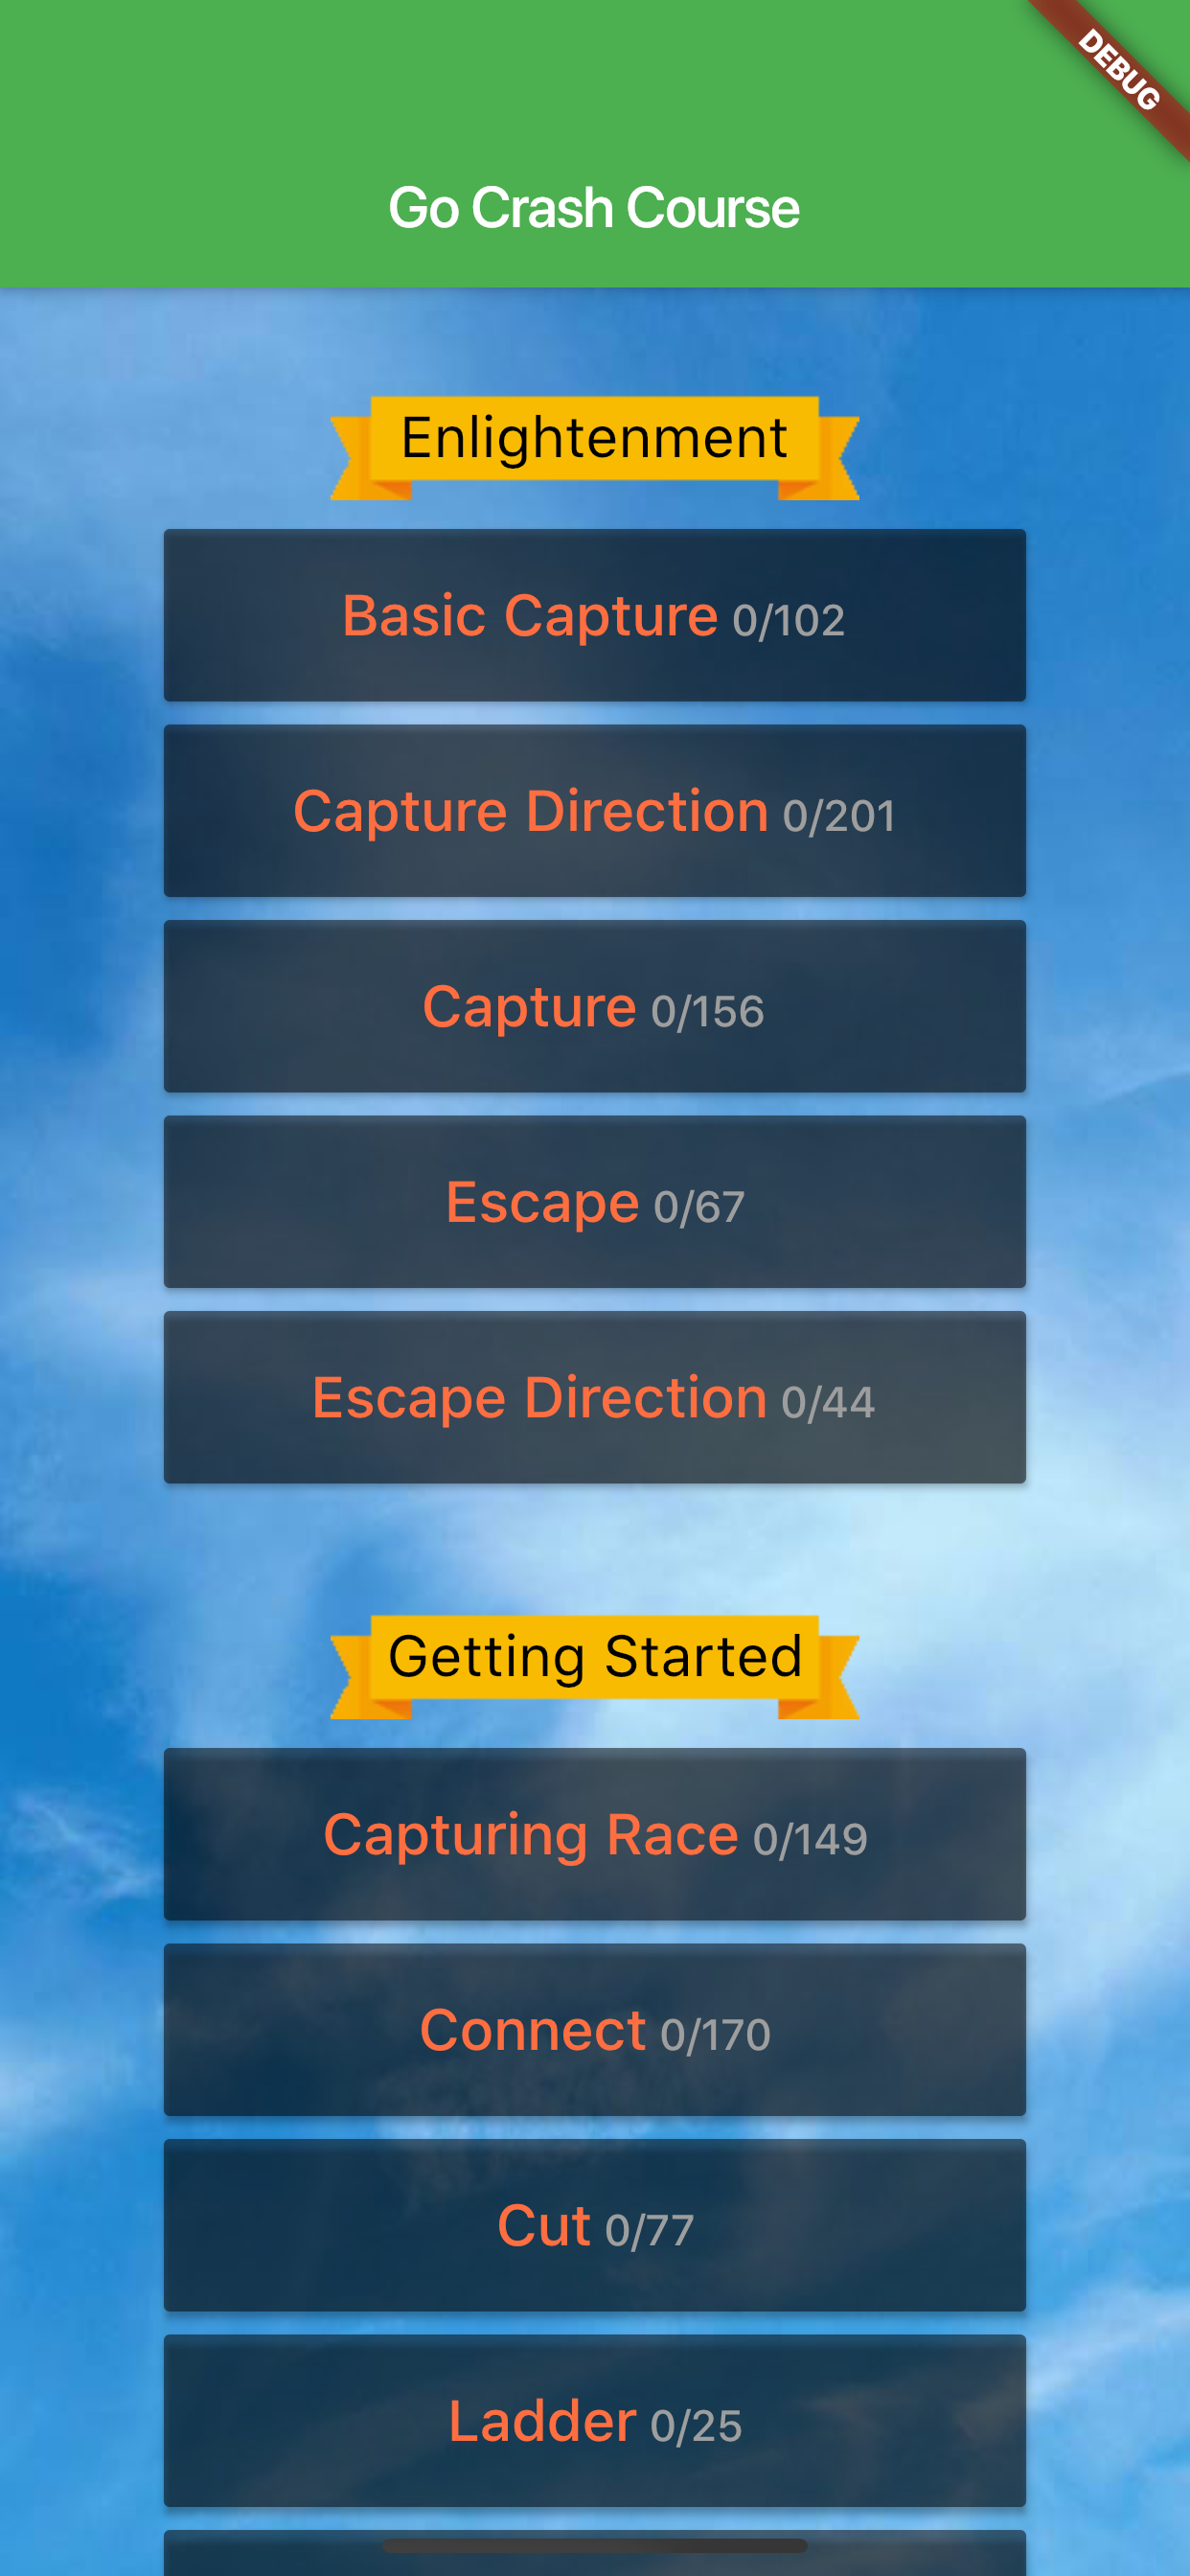 DEBUG
Go Crash Course
Enlightenment
Basic Capture 0/102
Capture Direction 0/201
Capture 0/156
Escape 0/67
Escape Direction 0/44
Getting Started
Capturing Race 0/149
Connect 0/170
Cut 0/77
Ladder 0/25